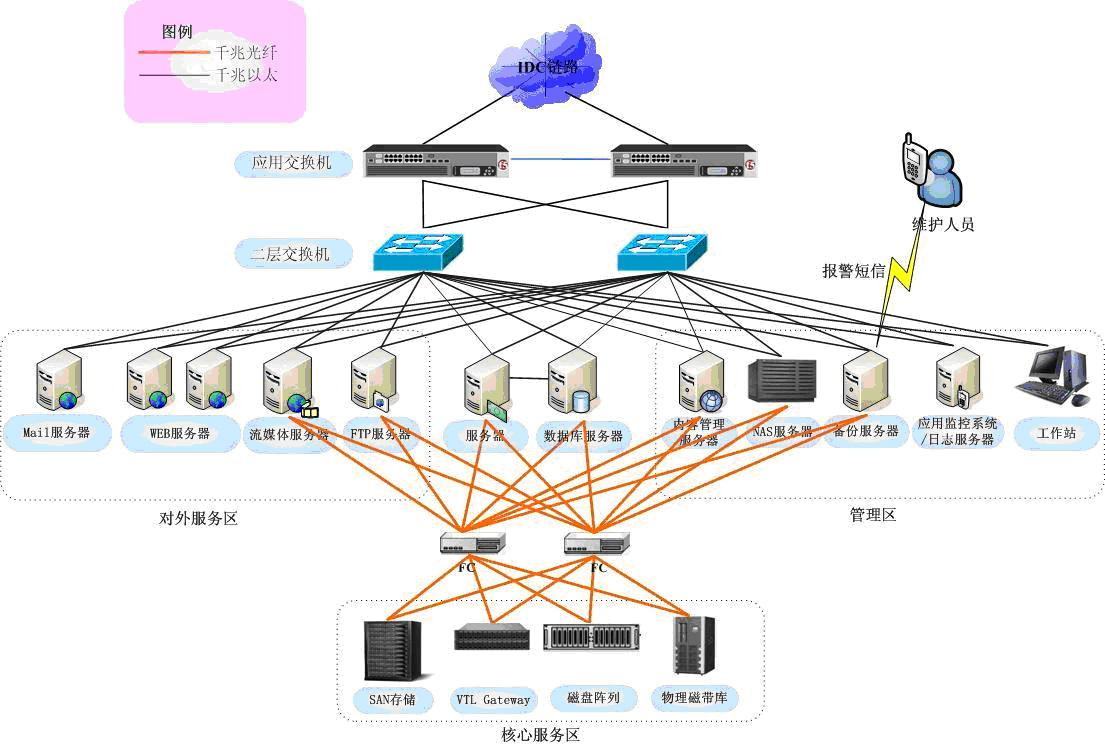 图例
千兆光纤
千兆以太
IDC链路
应用交换机
维护人员
二层交换机
报警短信
Mail服务器
WEB服务器
流媒体服务器
FTP服务器
服务器
数据库服务器
内容管理
服务器
NAS服务器
备份服务器
应用监控系统
/日志服务器
工作站
对外服务区
管理区
FC
FC
SAN存储
VTL Gateway
磁盘阵列
物理磁带库
核心服务区